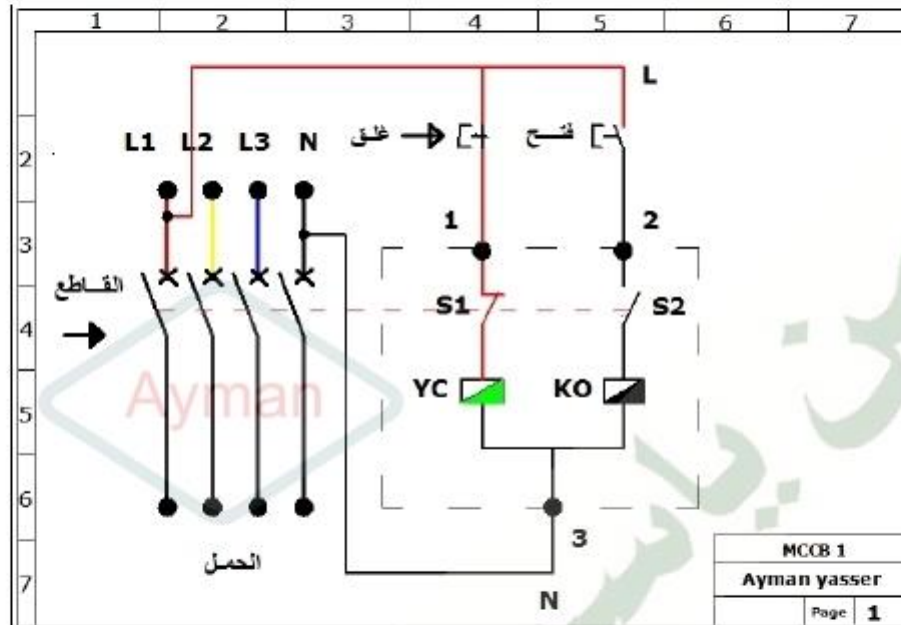 1 2 3 4 5 6 7
L
L1 L2 L3 N
غلق
فتح
2
1 2
3
القاطع
S1 S2
4
YC KO
Ayman
5
6
3
الحمل
7
N
MCCB 1
Ayman yasser
Page 1